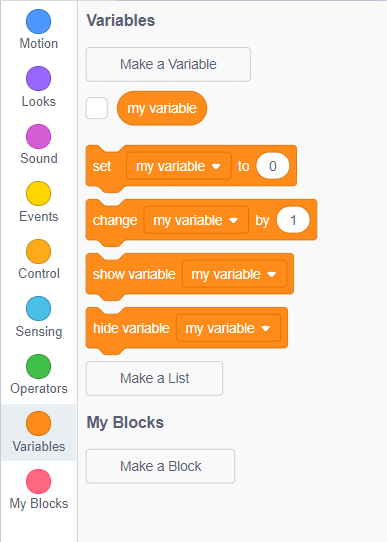 Motion
Looks
Sound
Events
Control
Sensing
Operators
Variables
My Blocks
Variables
Make a Variable
my variable
set my variable to 0
change my variable by 1
show variable my variable
hide variable my variable
Make a List
My Blocks
Make a Block